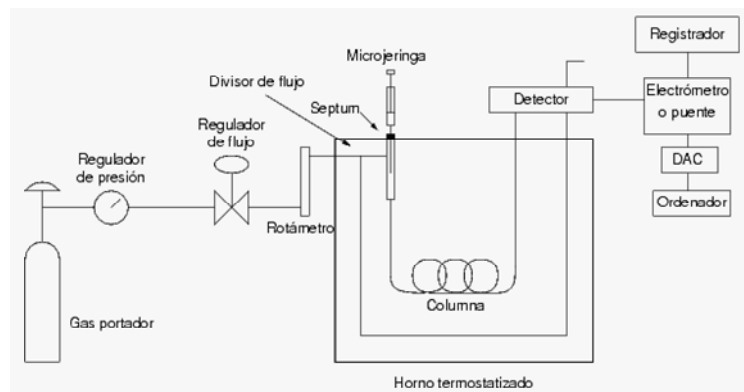 Registrador
Microjeringa
Divisor de flujo
Detector
Electrómetro
o puente
Septum
Regulador
de flujo
Regulador
de presión
DAC
Ordenador
Rotámetro
Columna
Gas portador
Horno termostatizado